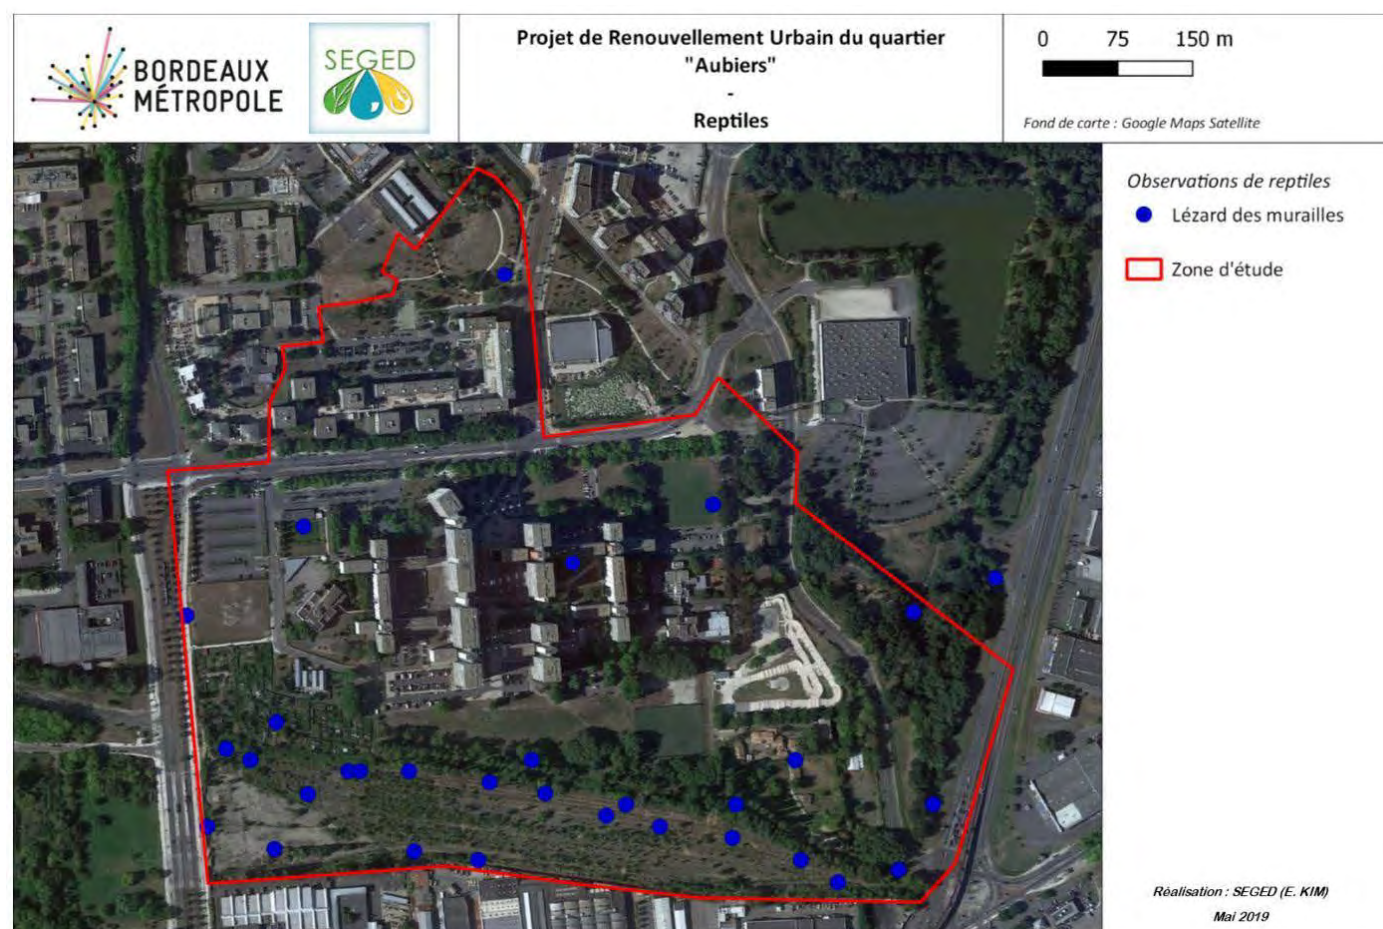 BORDEAUX
MÉTROPOLE
SEGED
Projet de Renouvellement Urbain du quartier
"Aubiers"
-
Reptiles
0 75 150 m
Fond de carte : Google Maps Satellite
Observations de reptiles
Lézard des murailles
Zone d'étude
Réalisation : SEGED (E. KIM)
Mai 2019